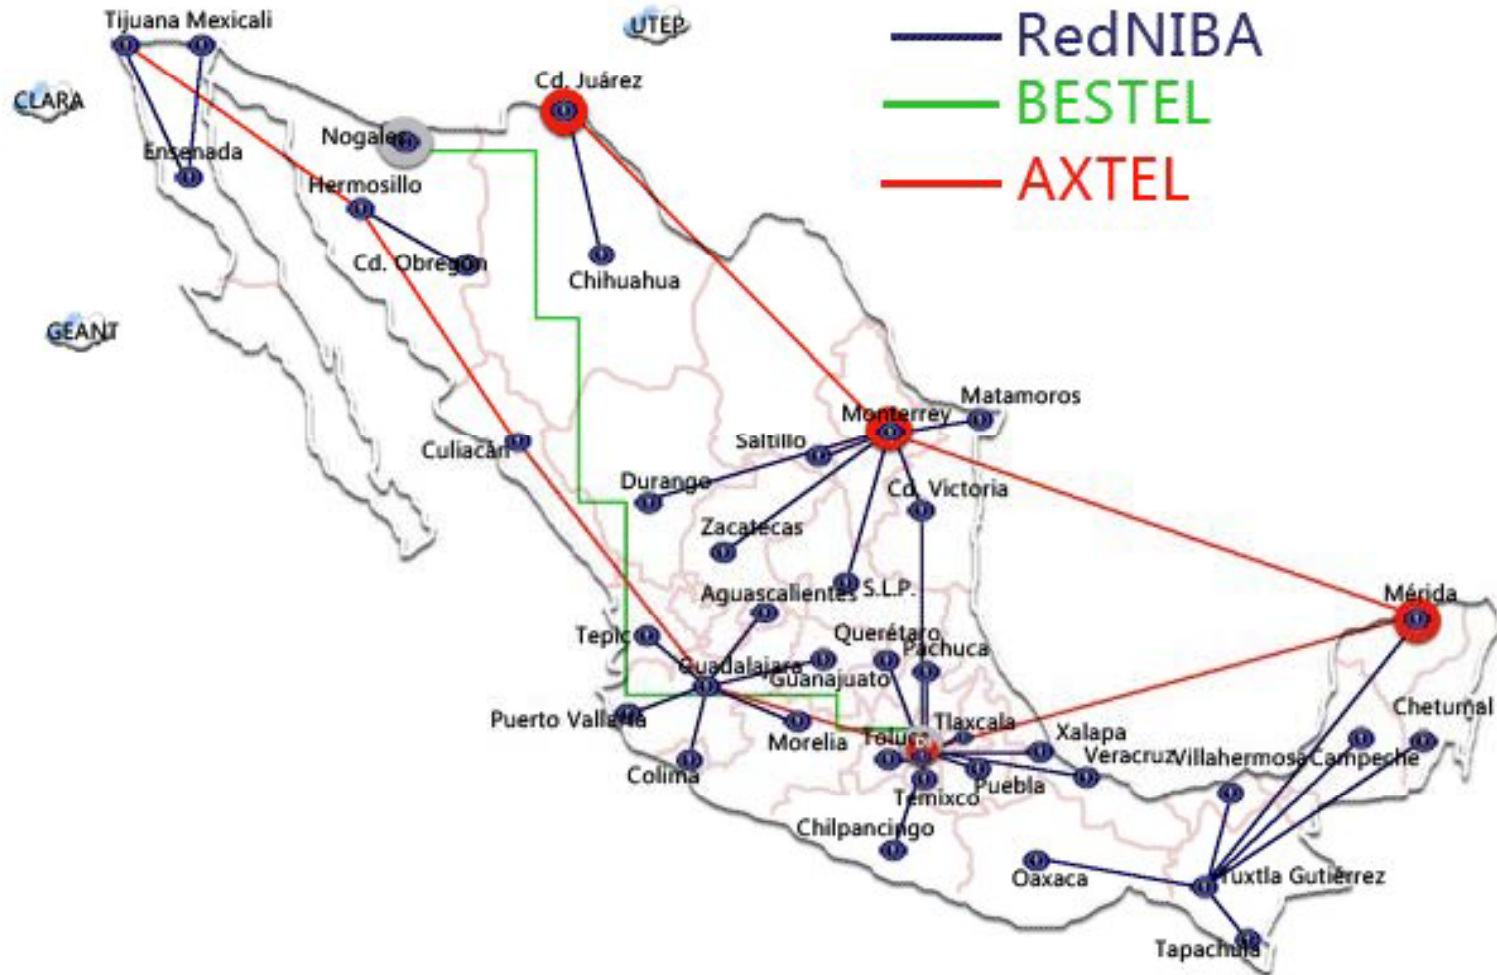 Tijuana Mexicali
UTEP
RedNIBA
CLARA
Cd. Juárez
BESTEL
Nogales
Ensenada
AXTEL
Hermosillo
Cd. Obregón
Chihuahua
GEANT
Matamoros
Monterrey
Saltillo
Culiacán
Durango
Cd. Victoria
Zacatecas
Aguascalientes
S.L.P.
Mérida
Tepic
Querétaro
Pachuca
Guadalajara
Guanajuato
Chetumal
Puerto Vallarta
Tlaxcala
Morelia
Toluca
Xalapa
Veracruz
Villahermosa
Campeche
Colima
Puebla
Temixco
Chilpancingo
Oaxaca
Tuxtla Gutiérrez
Tapachula